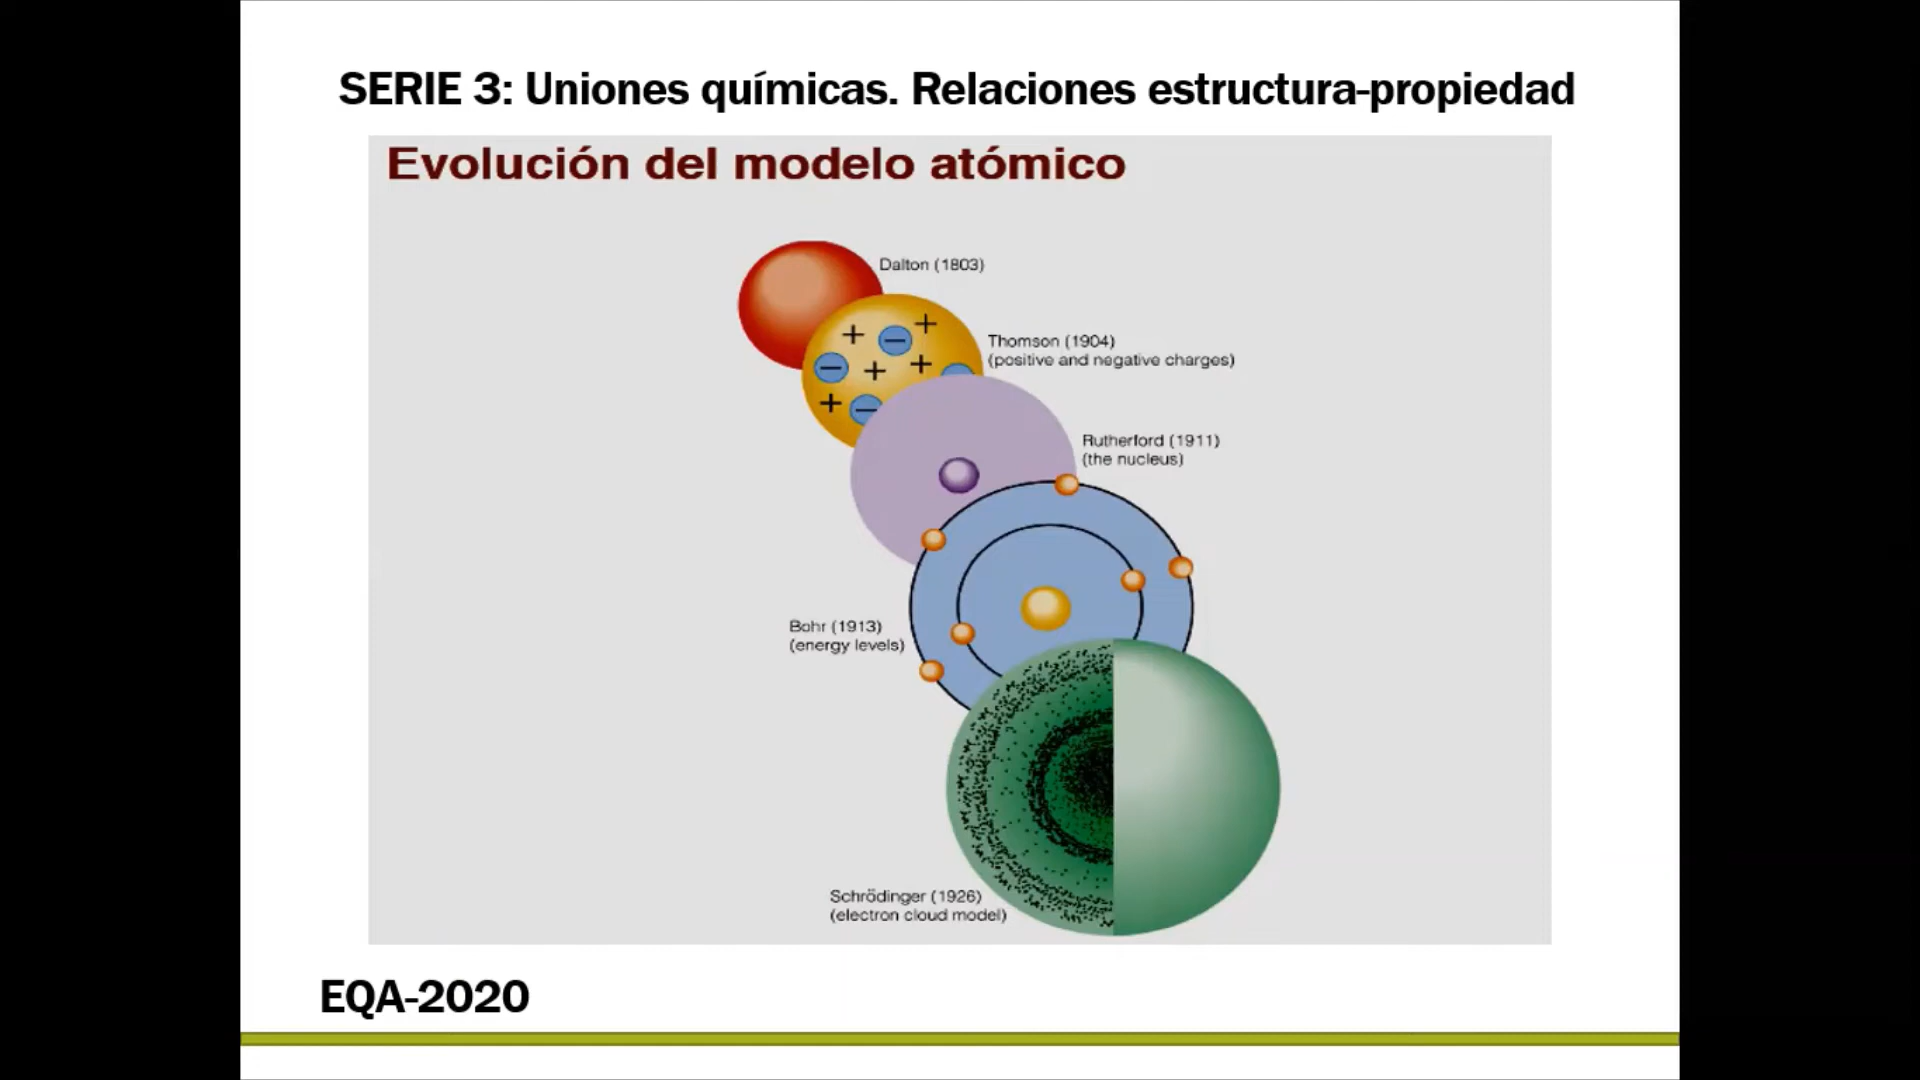 SERIE 3: Uniones químicas. Relaciones estructura-propiedad
Evolución del modelo atómico
Dalton (1803)
Thomson (1904)
(positive and negative charges)
Rutherford (1911)
(the nucleus)
Bohr (1913)
(energy levels)
Schrödinger (1926)
(electron cloud model)
EQA-2020